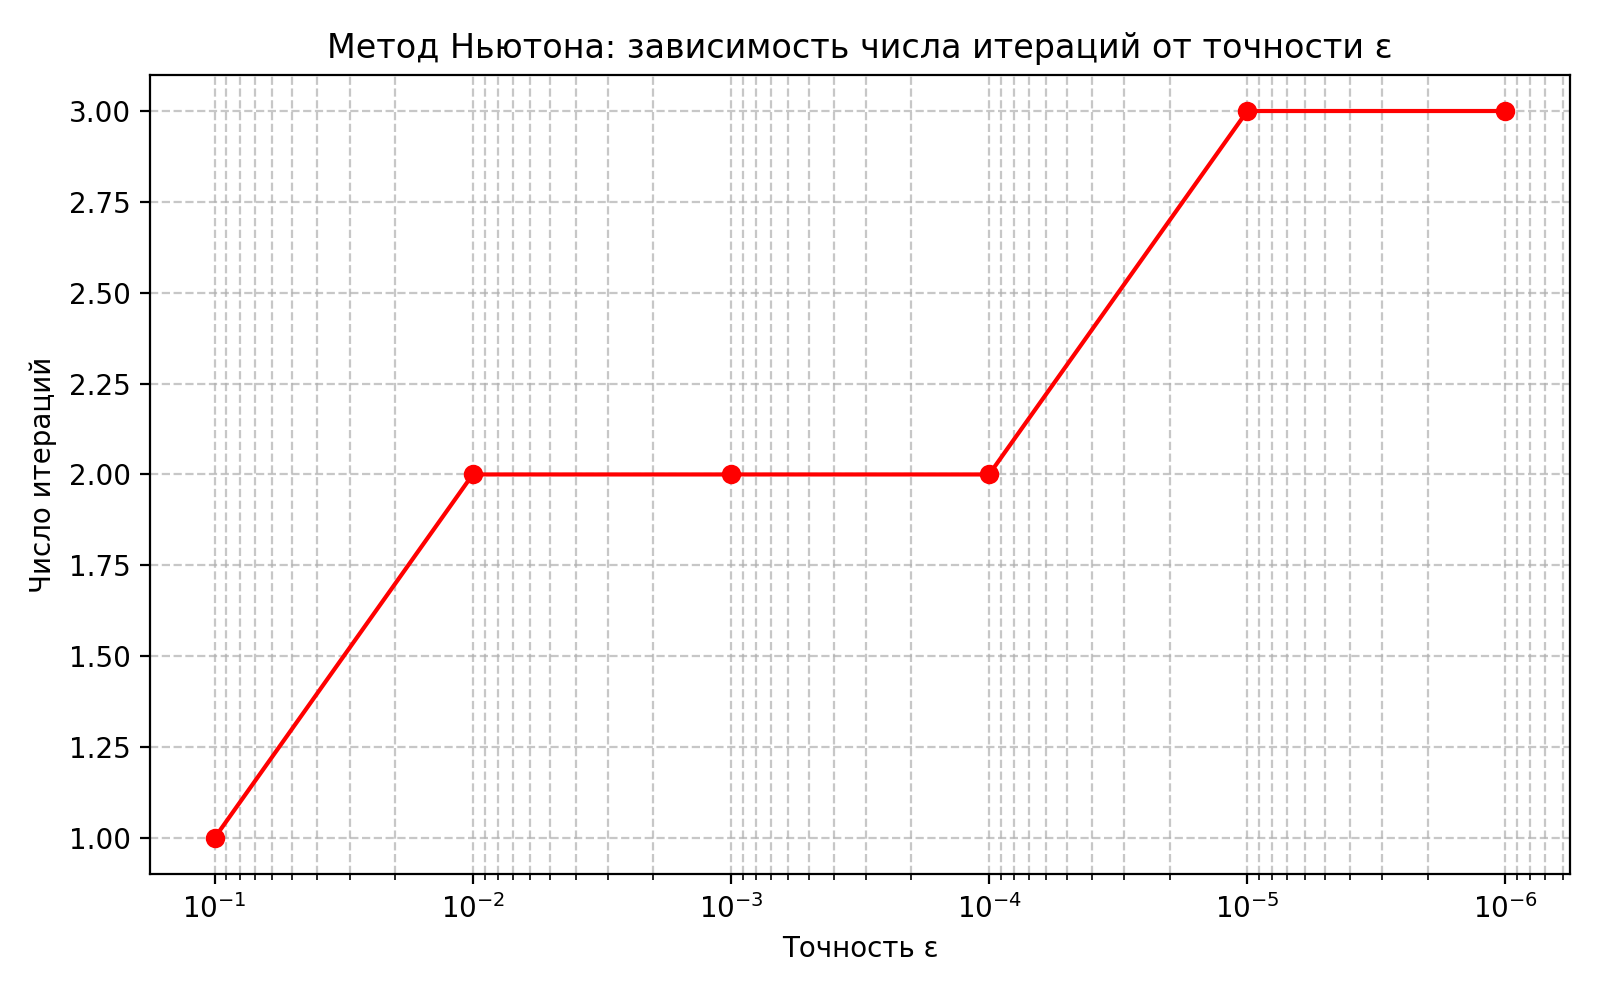 Метод Ньютона: зависимость числа итераций от точности ε
3.00
2.75
2.50
2.25
2.00
1.75
1.50
1.25
1.00
Число итераций
10⁻¹ 10⁻² 10⁻³ 10⁻⁴ 10⁻⁵ 10⁻⁶
Точность ε